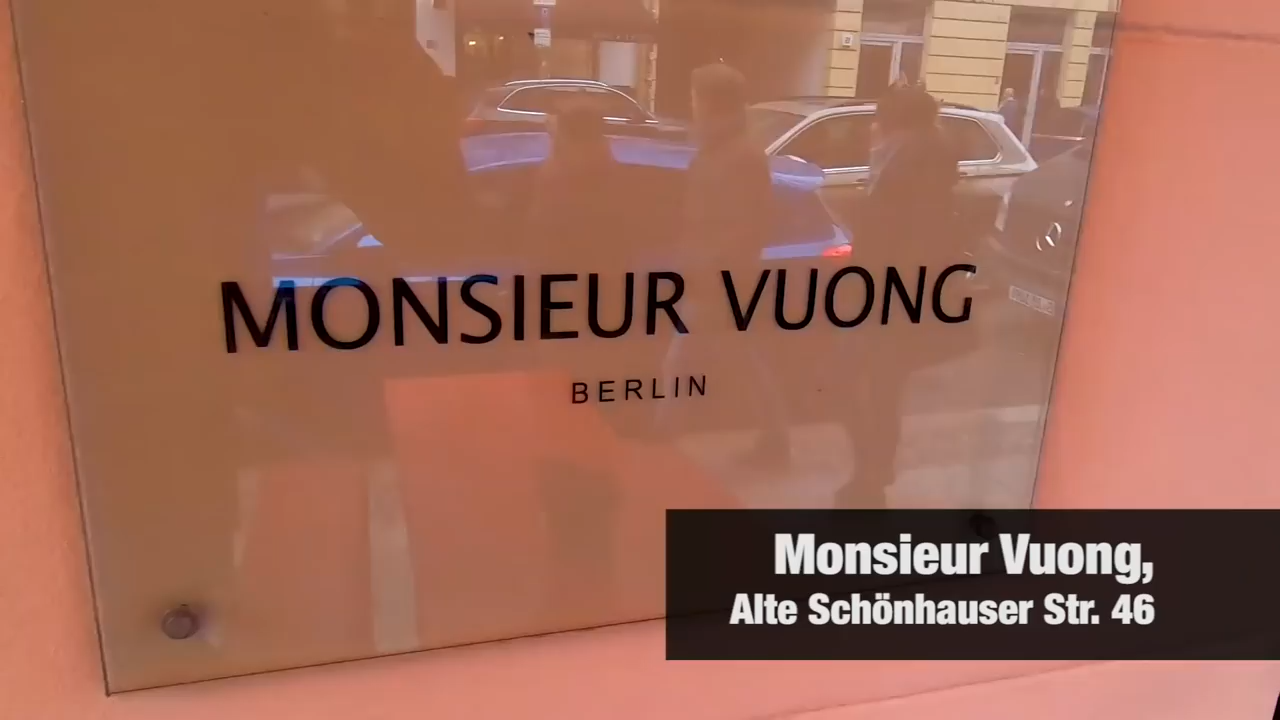 MONSIEUR VUONG
BERLIN
Monsieur Vuong,
Alte Schönhauser Str. 46